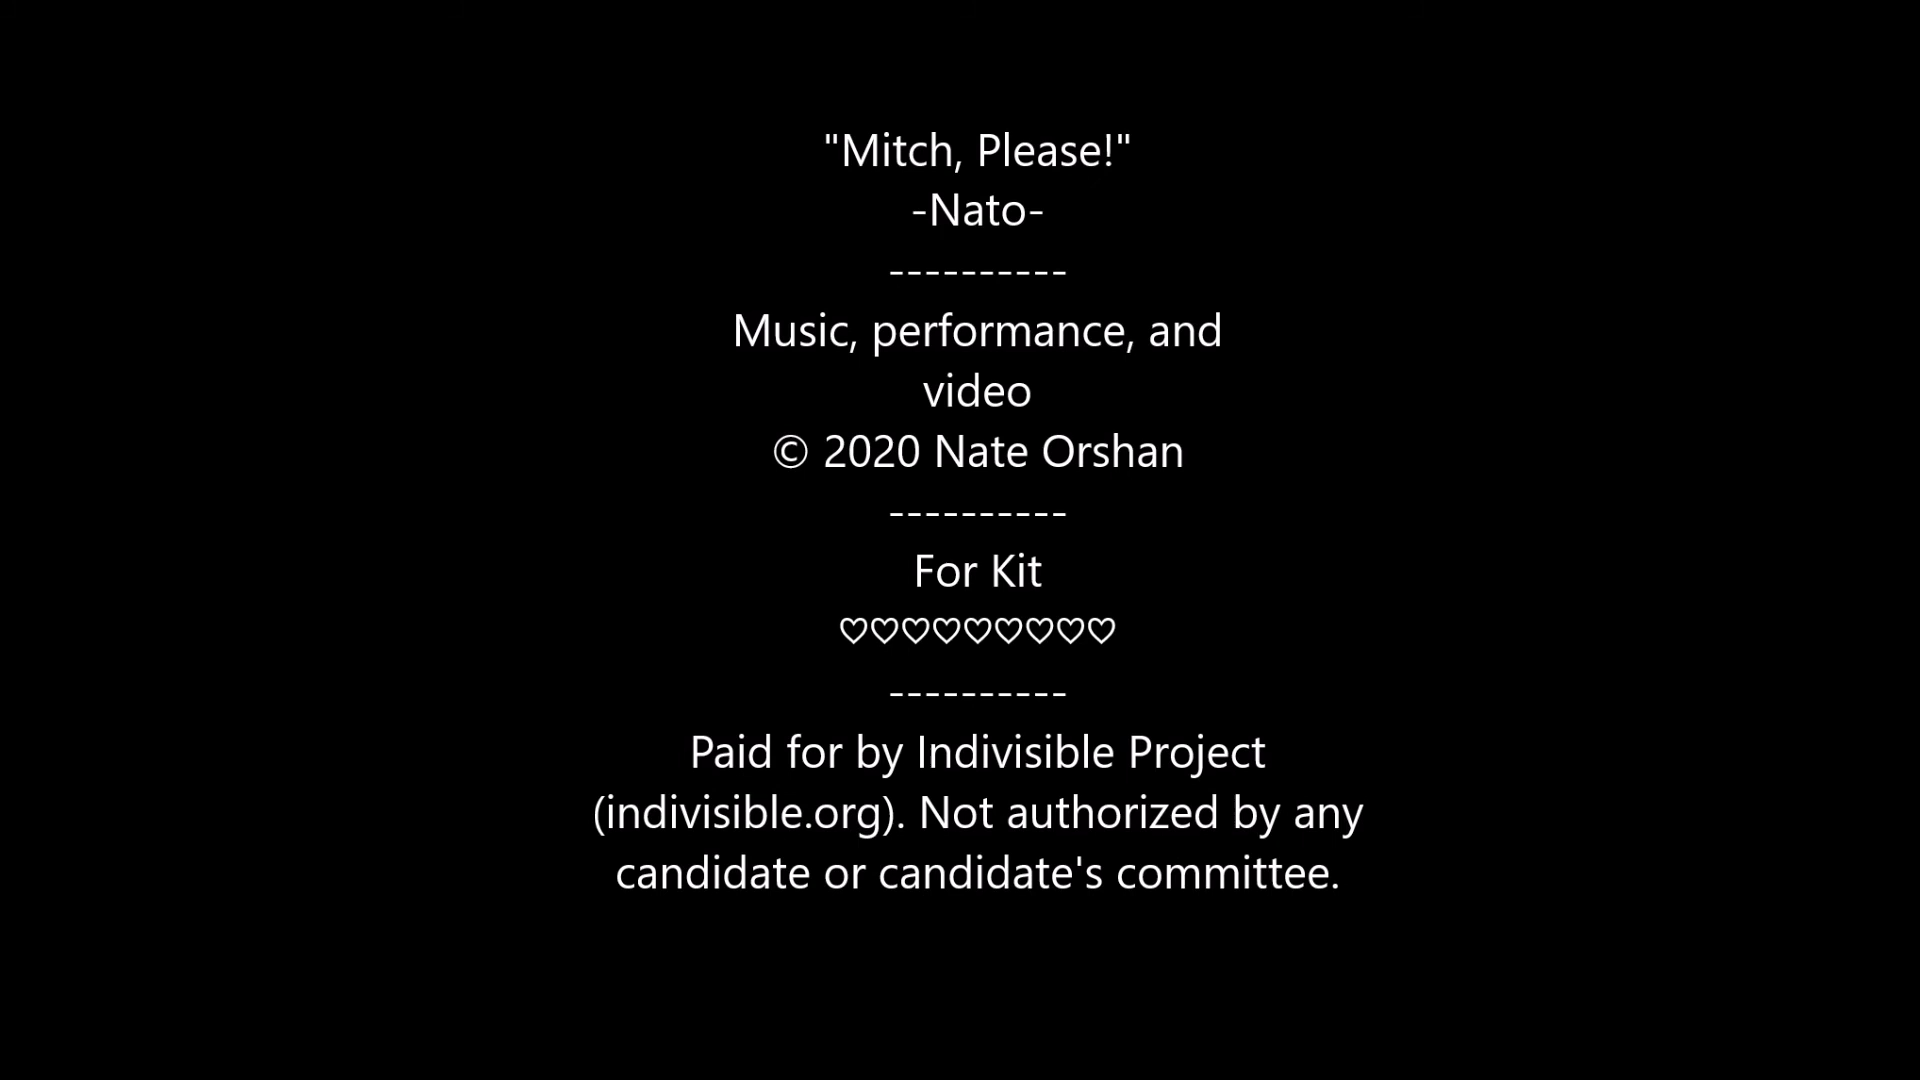 "Mitch, Please!"
-Nato-
----------
Music, performance, and
video
© 2020 Nate Orshan
----------
For Kit
♡♡♡♡♡♡♡♡♡
----------
Paid for by Indivisible Project
(indivisible.org). Not authorized by any
candidate or candidate's committee.